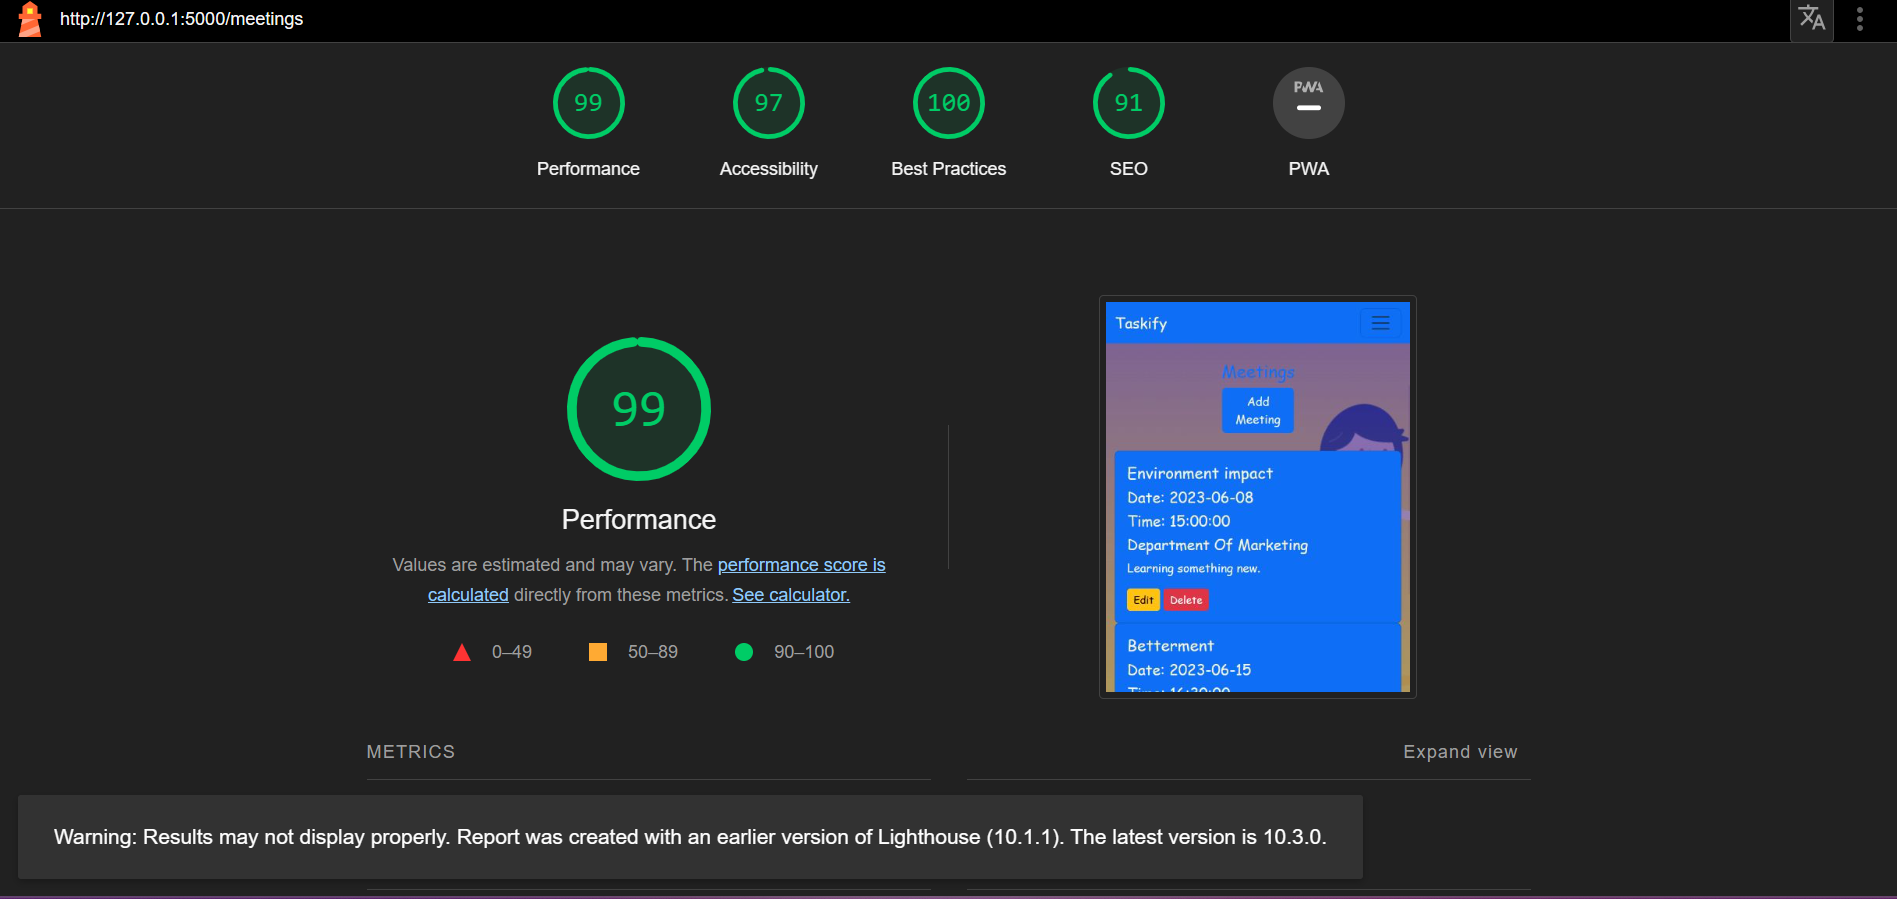 http://127.0.0.1:5000/meetings
99
97
100
91
PWA
Performance
Accessibility
Best Practices
SEO
PWA
99
Performance
Values are estimated and may vary. The performance score is
calculated directly from these metrics. See calculator.
0–49
50–89
90–100
Taskify
Meetings
Add
Meeting
Environment impact
Date: 2023-06-08
Time: 15:00:00
Department Of Marketing
Learning something new.
Edit Delete
Betterment
Date: 2023-06-15
Time: 16:30:00
METRICS
Expand view
Warning: Results may not display properly. Report was created with an earlier version of Lighthouse (10.1.1). The latest version is 10.3.0.